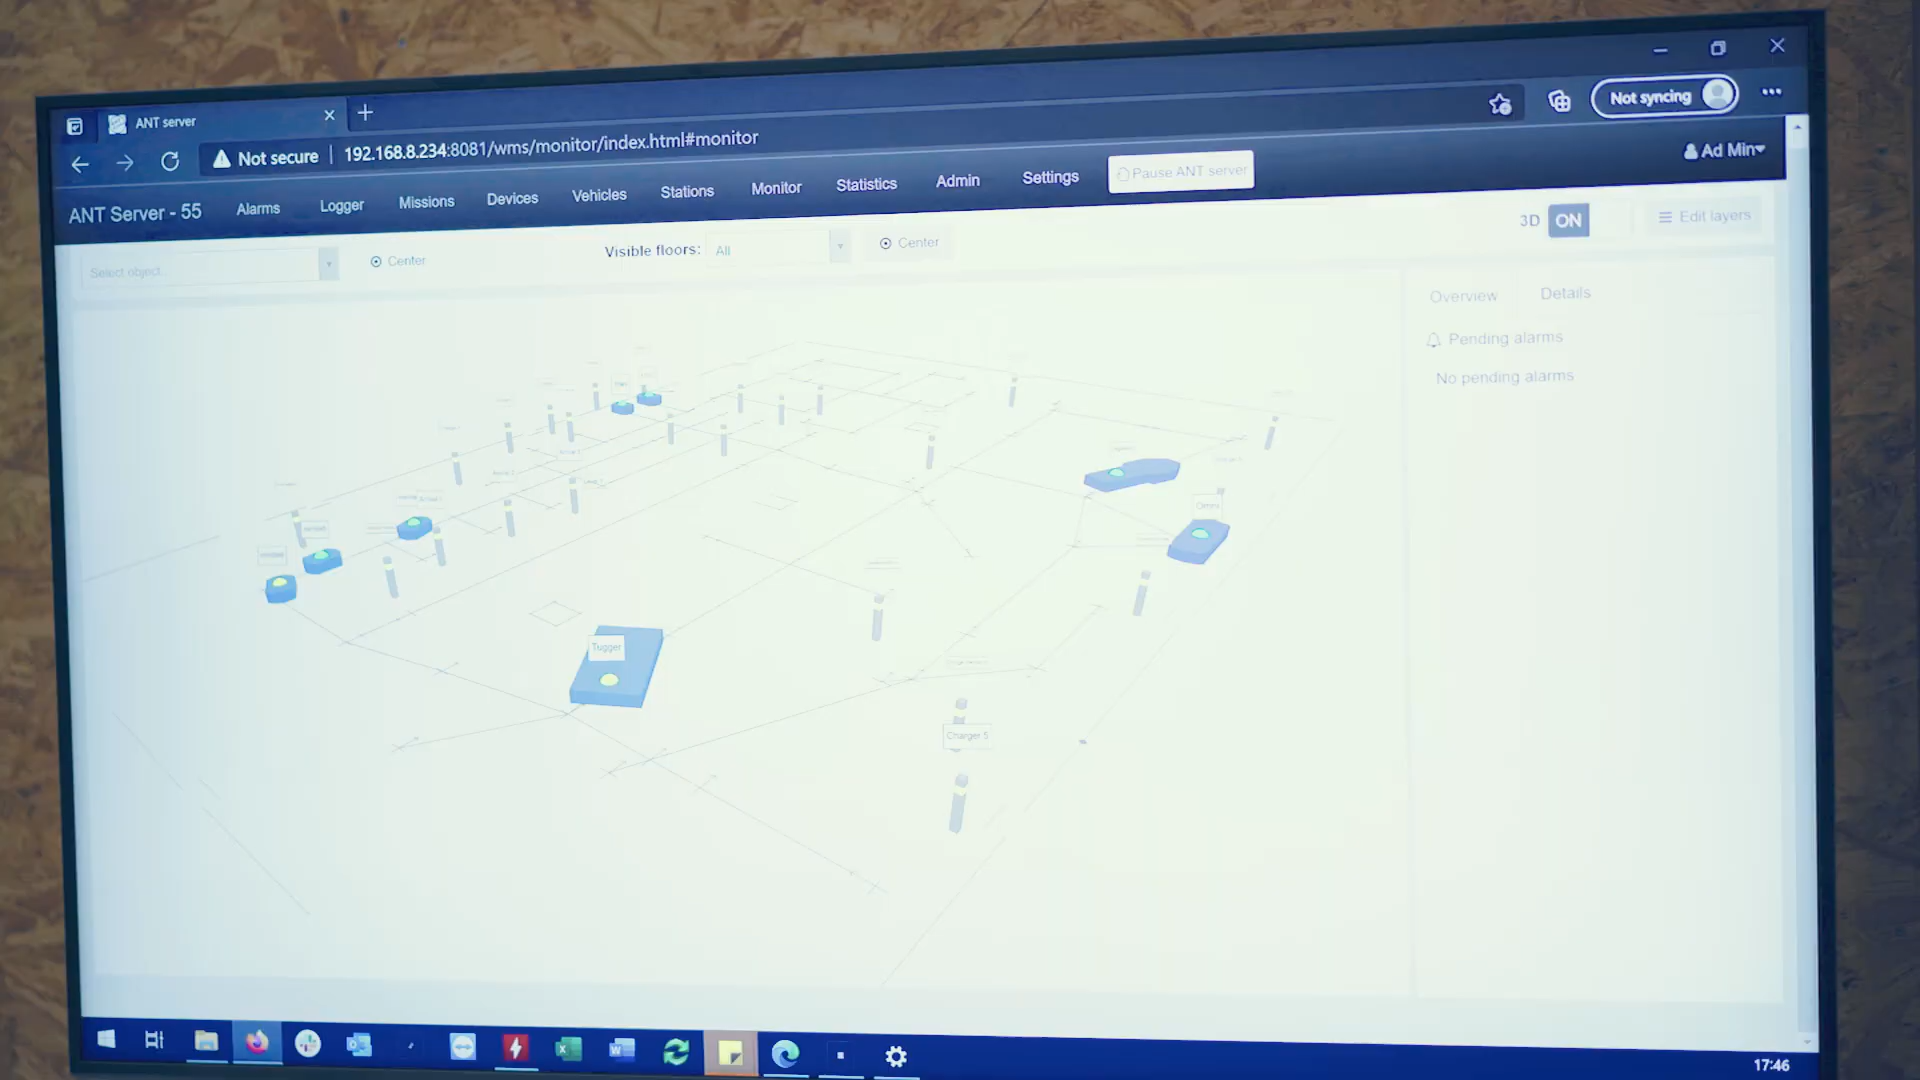 ANT server
Not syncing
Not secure
192.168.8.234:8081/wms/monitor/index.html#monitor
ANT Server - 55
Alarms
Logger
Missions
Devices
Vehicles
Stations
Monitor
Statistics
Admin
Settings
Pause ANT server
Ad Min
Select object..
Center
Visible floors:
All
Center
3D
ON
Edit layers
Overview
Details
Pending alarms
No pending alarms
Omni
Tugger
Charger 5
17:46